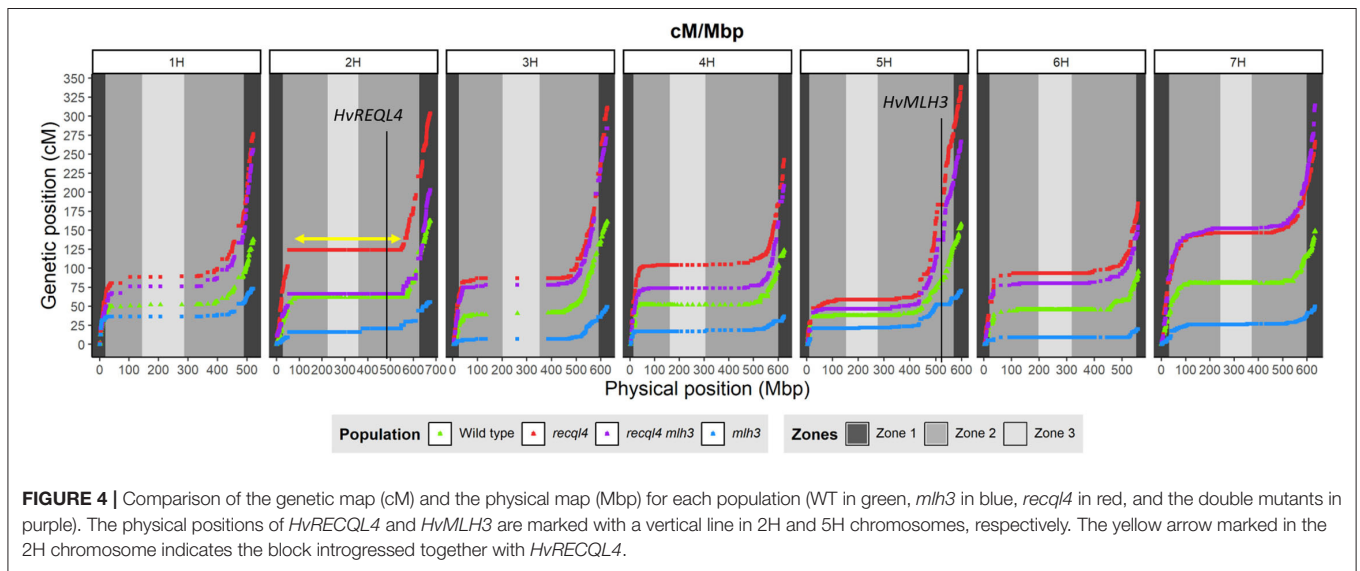 cM/Mbp
1H 2H 3H 4H 5H 6H 7H
350
325
300
275
250
225
200
175
150
125
100
75
50
25
0
Genetic position (cM)
HvREQL4
HvMLH3
0 100 200 300 400 500
0 100 200 300 400 500 600 700
0 100 200 300 400 500 600
0 100 200 300 400 500 600
0 100 200 300 400 500 600
0 100 200 300 400 500
0 100 200 300 400 500 600
Physical position (Mbp)
Population Wild type recql4 recql4 mlh3 mlh3
Zones Zone 1 Zone 2 Zone 3
FIGURE 4 | Comparison of the genetic map (cM) and the physical map (Mbp) for each population (WT in green, mlh3 in blue, recql4 in red, and the double mutants in
purple). The physical positions of HvRECQL4 and HvMLH3 are marked with a vertical line in 2H and 5H chromosomes, respectively. The yellow arrow marked in the
2H chromosome indicates the block introgressed together with HvRECQL4.